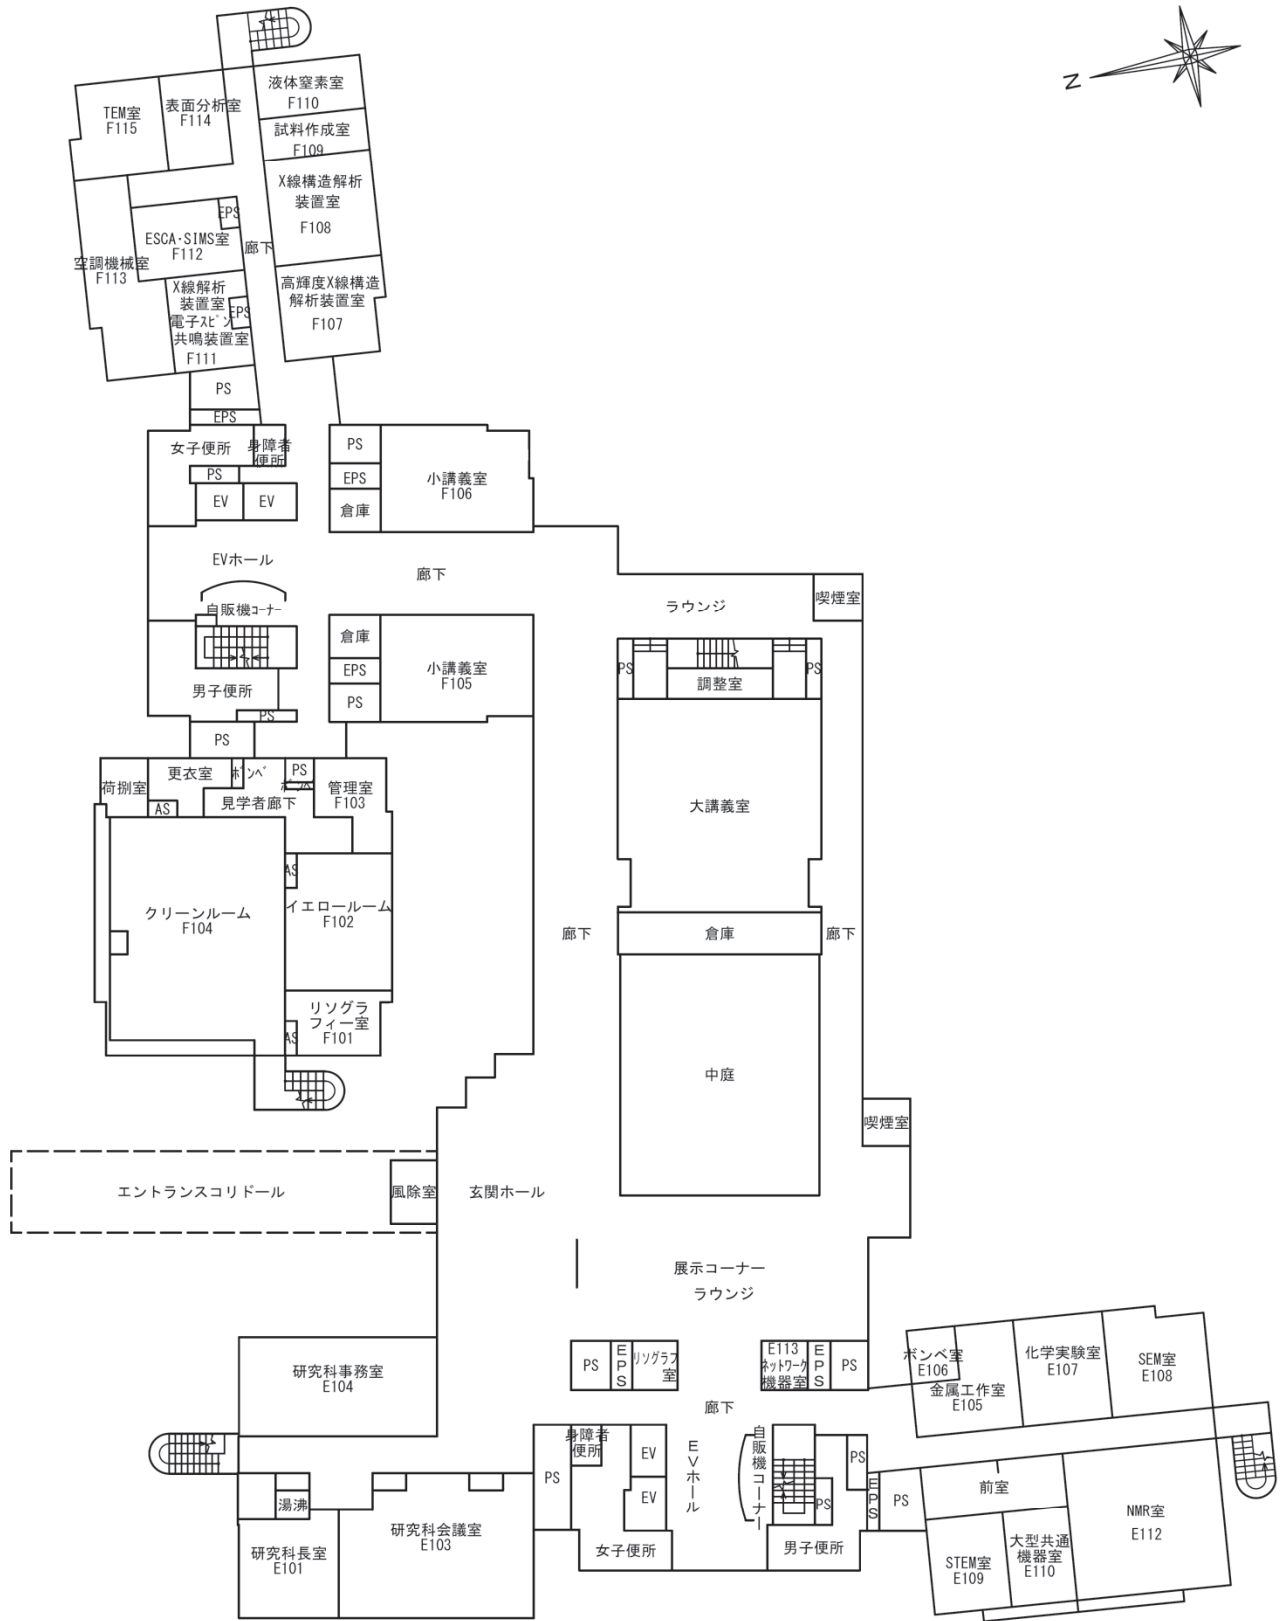 N
液体窒素室
F110
TEM室
F115
表面分析室
F114
試料作成室
F109
X線構造解析
装置室
F108
EPS
ESCA・SIMS室
F112
廊下
空調機械室
F113
X線解析
装置室
電子スピン
共鳴装置室
F111
EPS
高輝度X線構造
解析装置室
F107
PS
EPS
女子便所
身障者
便所
PS
EV
EV
PS
EPS
倉庫
小講義室
F106
EVホール
廊下
自販機コーナー
ラウンジ
喫煙室
倉庫
EPS
PS
小講義室
F105
男子便所
PS
PS
PS
調整室
PS
荷捌室
更衣室
ボンベ
PS
ボンベ
管理室
F103
AS
見学者廊下
大講義室
AS
クリーンルーム
F104
イエロールーム
F102
廊下
倉庫
廊下
リソグラ
フィー室
F101
AS
中庭
喫煙室
エントランスコリドール
風除室
玄関ホール
展示コーナー
ラウンジ
研究科事務室
E104
PS
EPS
リソグラフ
室
E113
ネットワーク
機器室
EPS
PS
ボンベ室
E106
金属工作室
E105
化学実験室
E107
SEM室
E108
廊下
身障者
便所
PS
EV
EV
EVホール
自販機コーナー
PS
PS
EPS
PS
前室
NMR室
E112
湯沸
研究科長室
E101
研究科会議室
E103
女子便所
男子便所
STEM室
E109
大型共通
機器室
E110